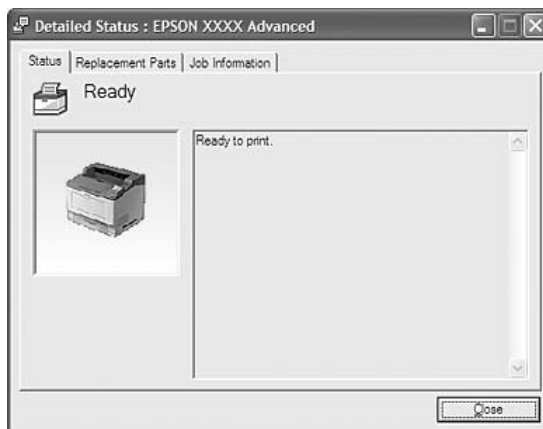 Detailed Status : EPSON XXXX Advanced
Status Replacement Parts Job Information
Ready
Ready to print.
Close